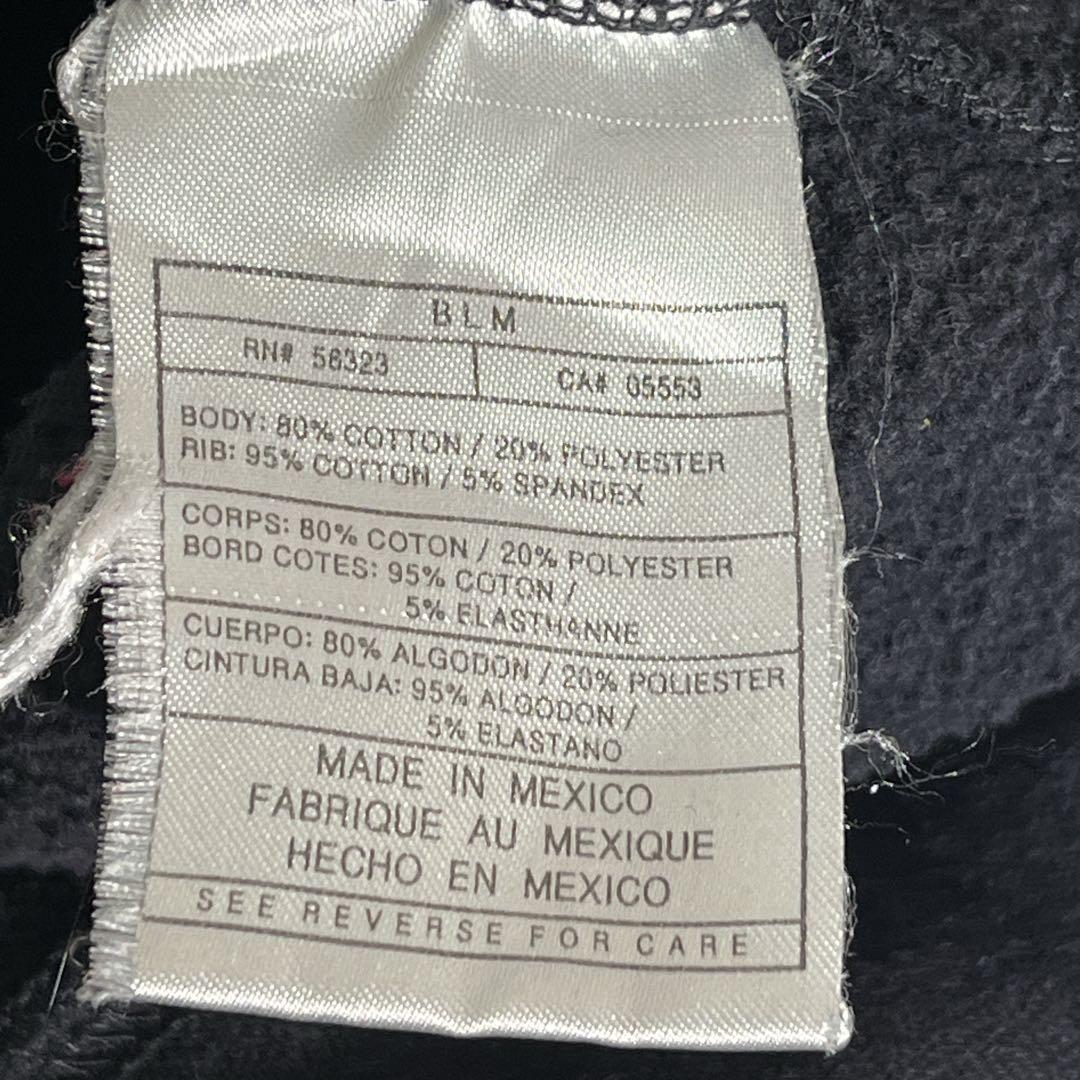 BLM
RN# 56323
CA# 05553
BODY: 80% COTTON / 20% POLYESTER
RIB: 95% COTTON / 5% SPANDEX
CORPS: 80% COTON / 20% POLYESTER
BORD COTES: 95% COTON /
5% ELASTHANNE
CUERPO: 80% ALGODON / 20% POLIESTER
CINTURA BAJA: 95% ALGODON /
5% ELASTANO
MADE IN MEXICO
FABRIQUE AU MEXIQUE
HECHO EN MEXICO
SEE REVERSE FOR CARE